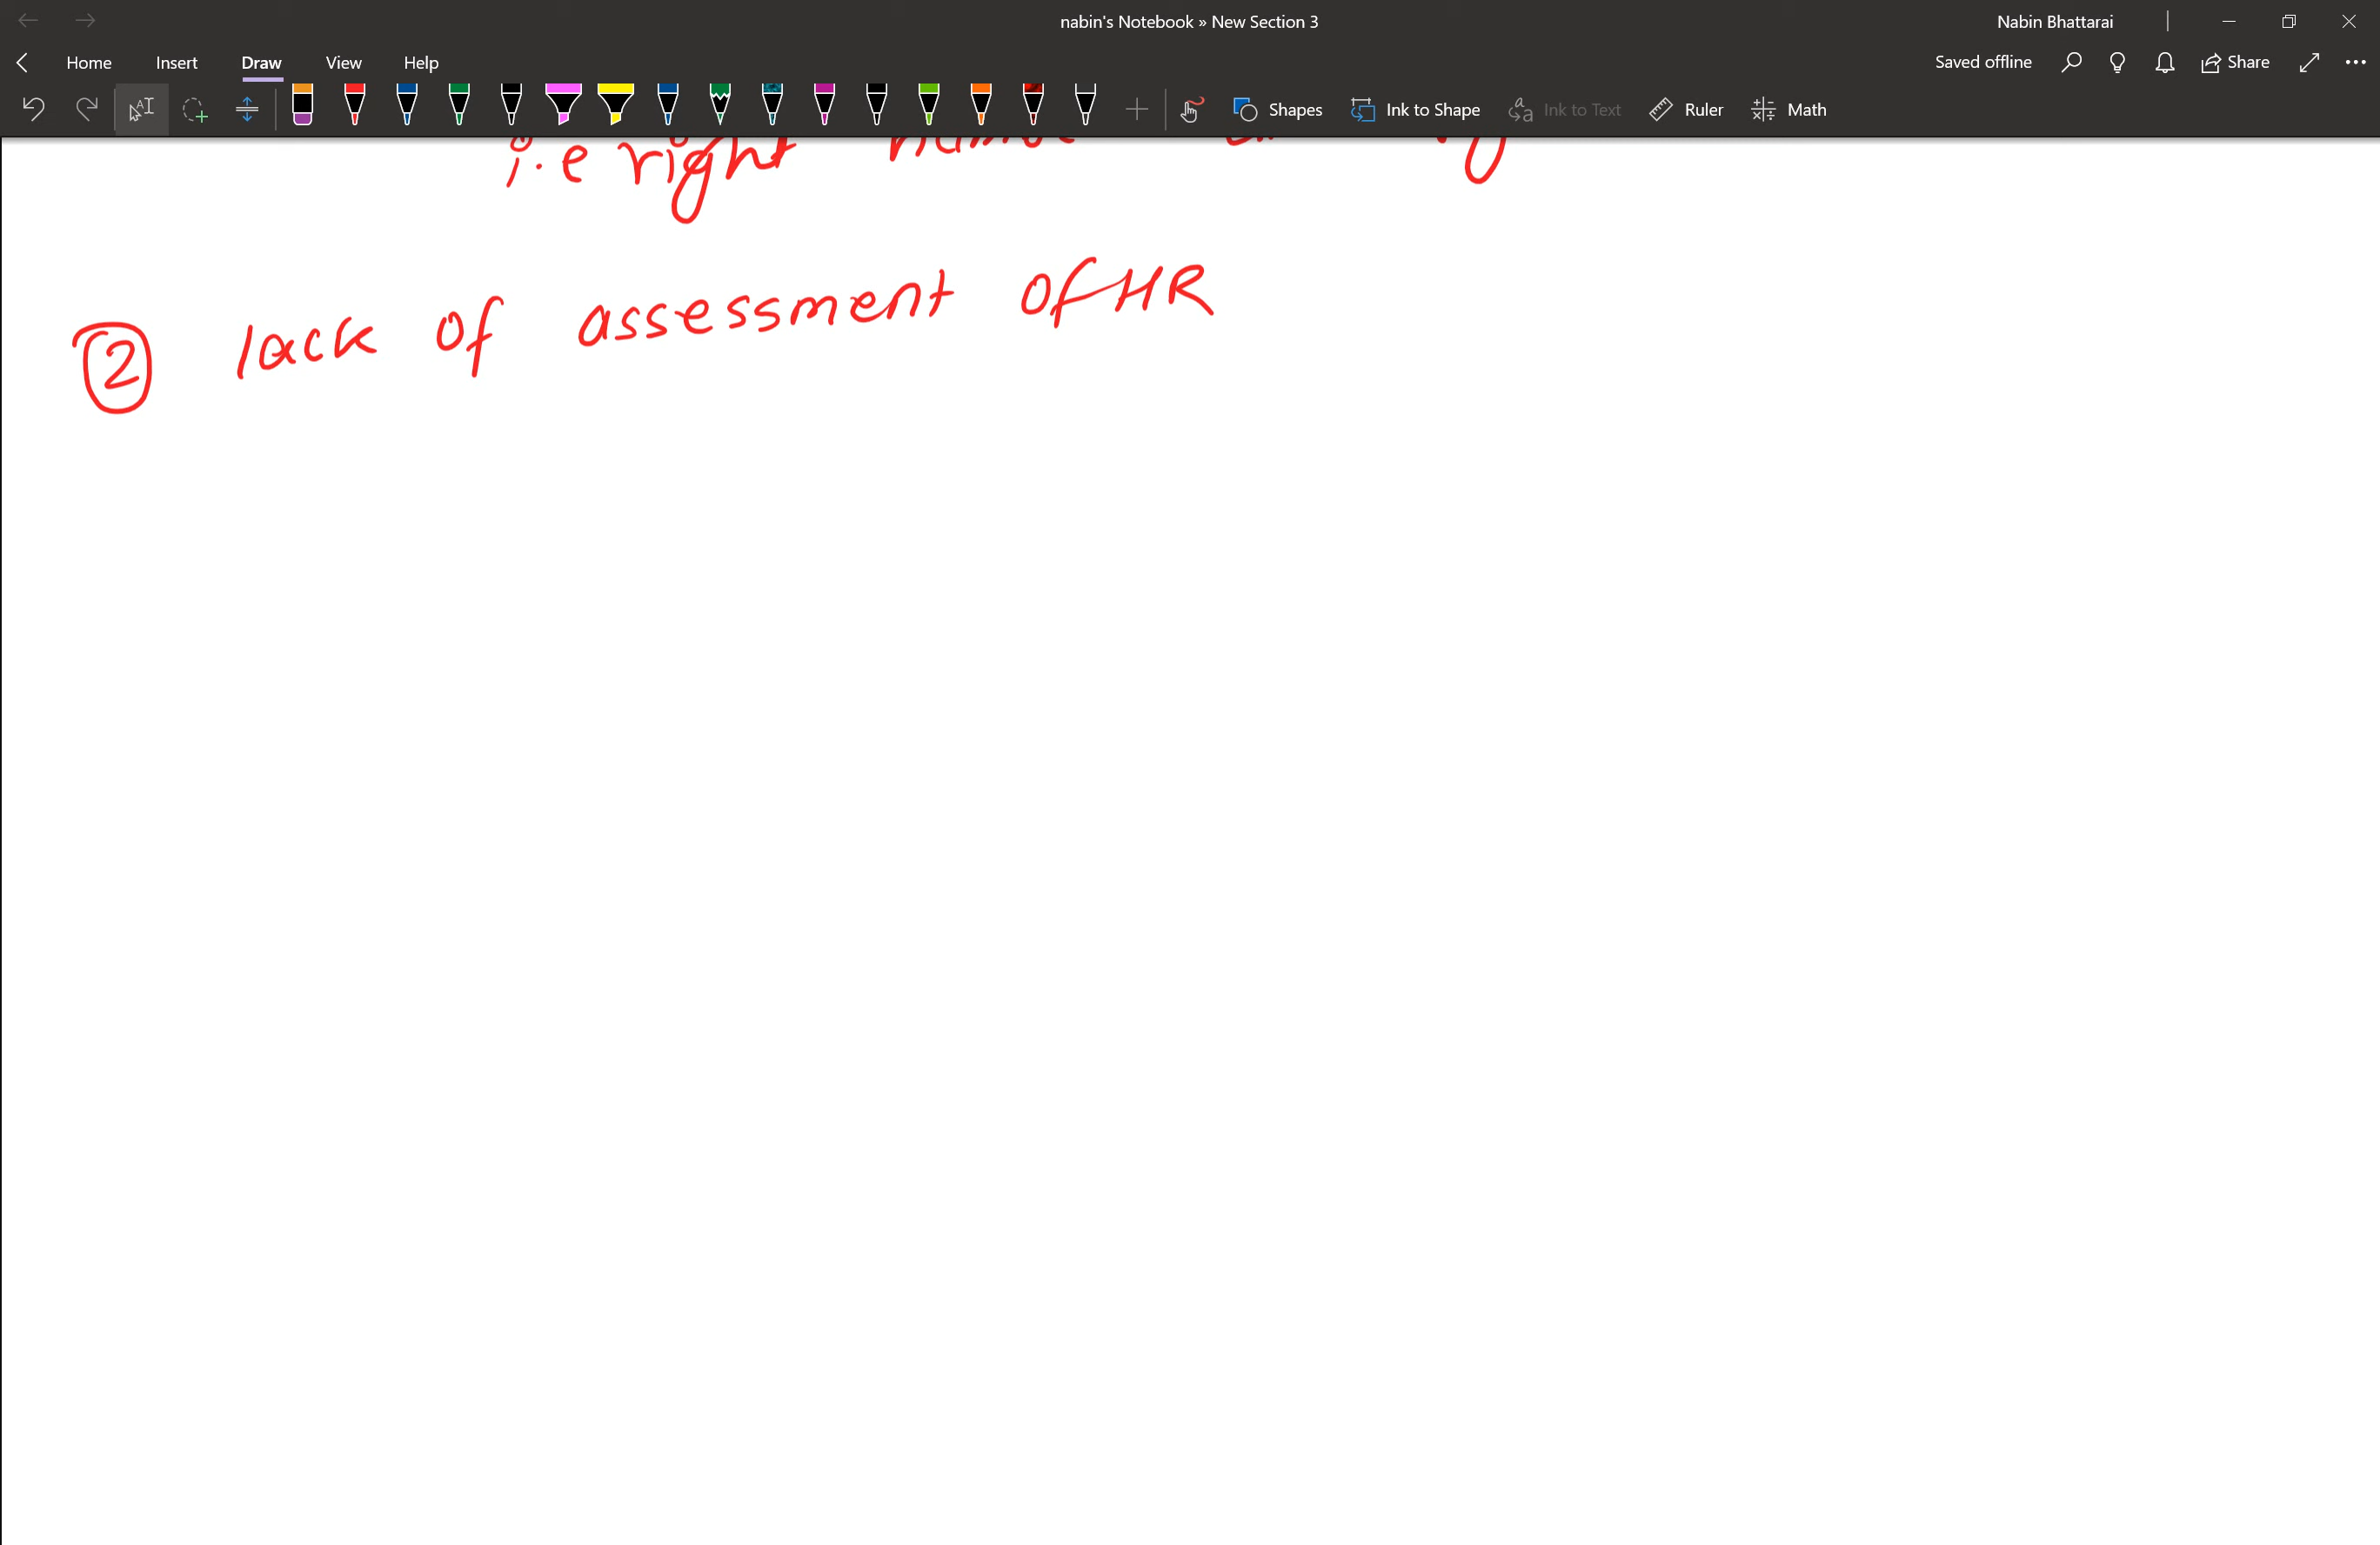 nabin's Notebook » New Section 3
Nabin Bhattarai
Home Insert Draw View Help
Saved offline
Share
Shapes
Ink to Shape
Ink to Text
Ruler
Math
i.e right
② lack of assessment of HR